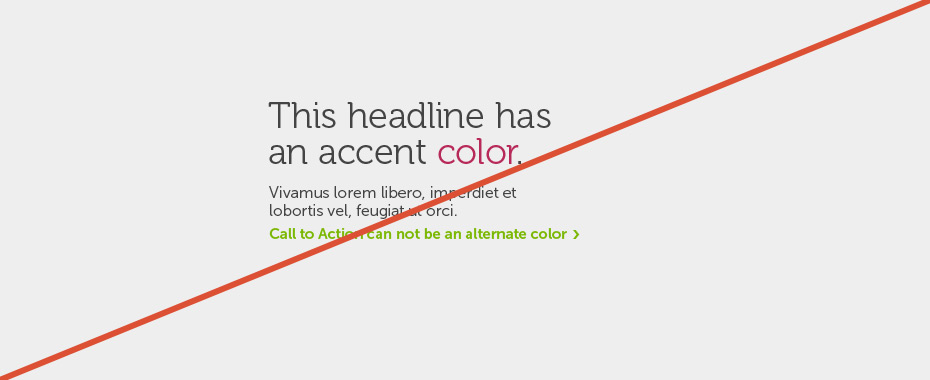 This headline has
an accent color.
Vivamus lorem libero, imperdiet et
lobortis vel, feugiat ut orci.
Call to Action can not be an alternate color ›